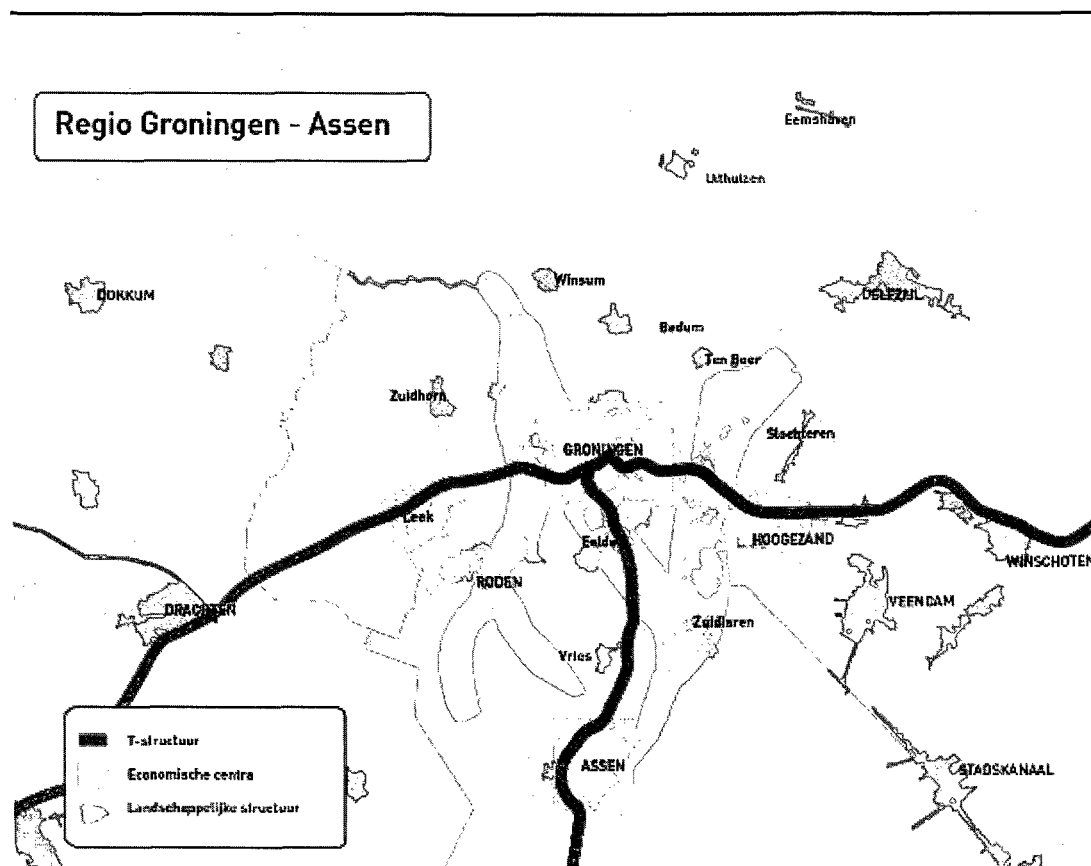 Regio Groningen - Assen
Eemshaven
Uithuizen
DOKKUM
Winsum
DELFZIJL
Bedum
Ten Boer
Zuidhorn
Slochteren
GRONINGEN
Leek
Eelde
HOOGEZAND
WINSCHOTEN
RODEN
DRACHTEN
VEENDAM
Zuidlaren
Vries
T-structuur
ASSEN
STADSKANAAL
Economische centra
Landschappelijke structuur